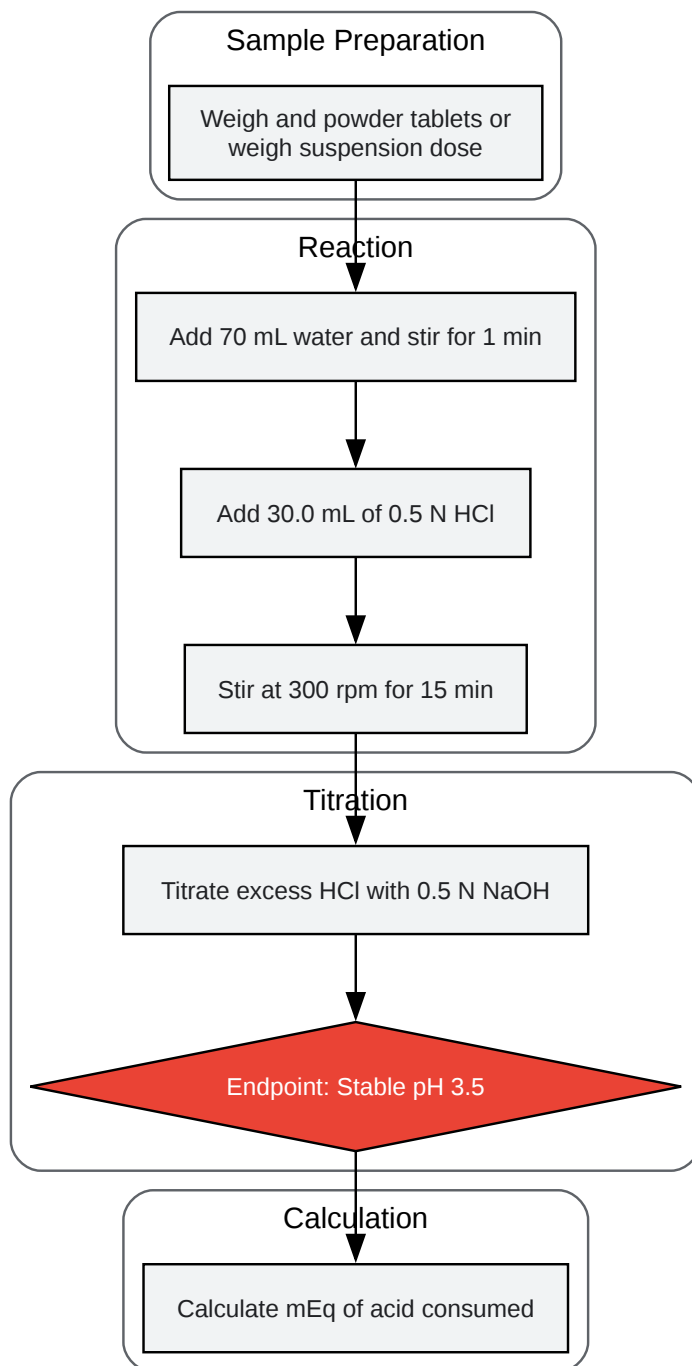 Sample Preparation
Weigh and powder tablets or
weigh suspension dose
Reaction
Add 70 mL water and stir for 1 min
Add 30.0 mL of 0.5 N HCl
Stir at 300 rpm for 15 min
Titration
Titrate excess HCl with 0.5 N NaOH
Endpoint: Stable pH 3.5
Calculation
Calculate mEq of acid consumed